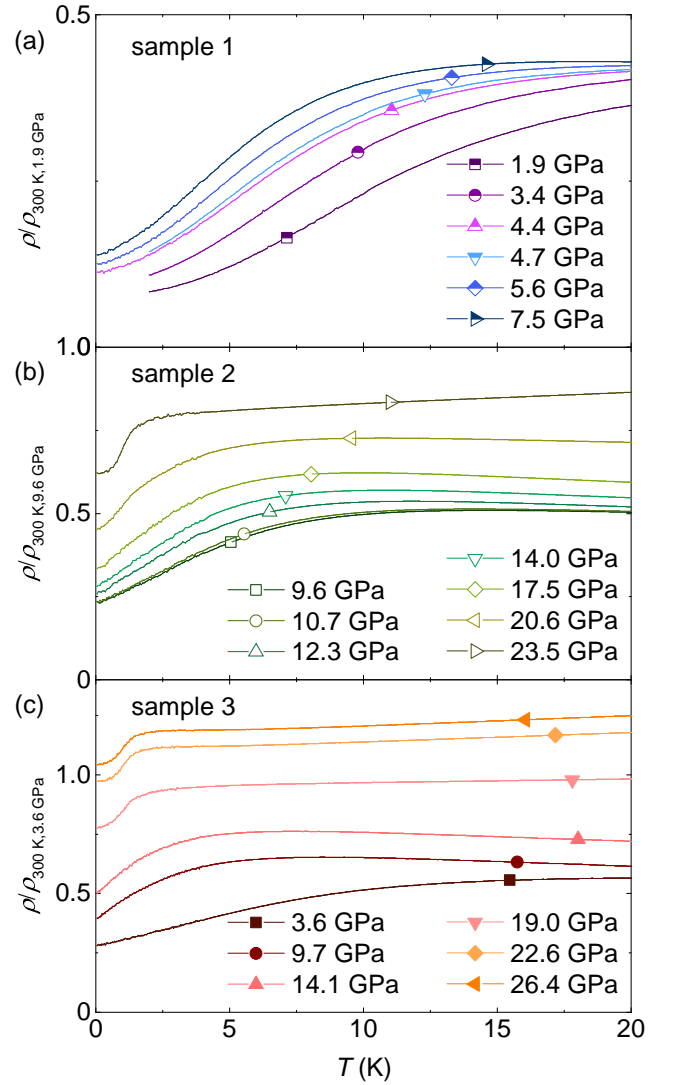 (a)
sample 1
0.5
1.0
ρ/ρ300 K,1.9 GPa
1.9 GPa
3.4 GPa
4.4 GPa
4.7 GPa
5.6 GPa
7.5 GPa
(b)
sample 2
0.5
0
ρ/ρ300 K,9.6 GPa
9.6 GPa
10.7 GPa
12.3 GPa
14.0 GPa
17.5 GPa
20.6 GPa
23.5 GPa
(c)
sample 3
1.0
0.5
0
ρ/ρ300 K,3.6 GPa
3.6 GPa
9.7 GPa
14.1 GPa
19.0 GPa
22.6 GPa
26.4 GPa
0 5 10 15 20
T (K)